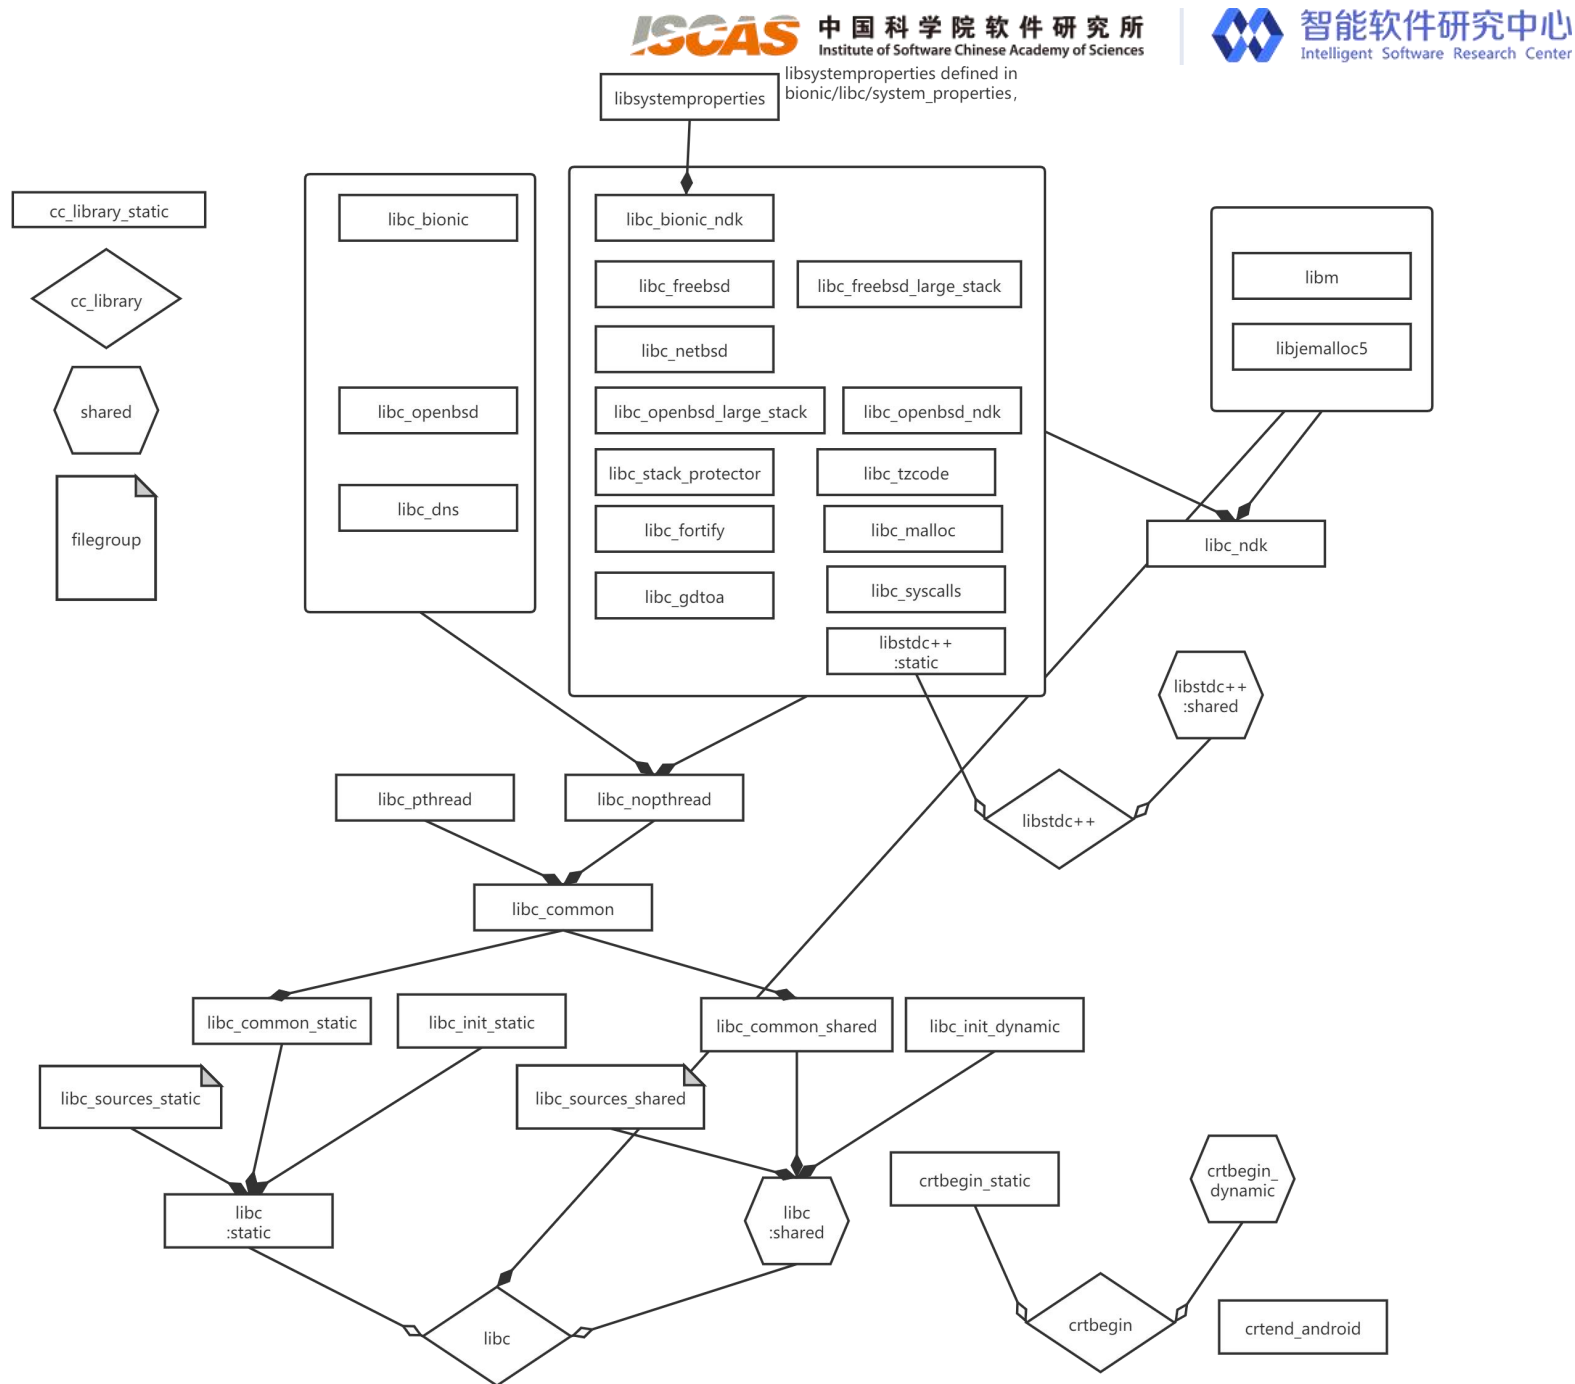 ISCAS 中国科学院软件研究所
Institute of Software Chinese Academy of Sciences
智能软件研究中心
Intelligent Software Research Center
libsystemproperties
libsystemproperties defined in
bionic/libc/system_properties,
cc_library_static
cc_library
shared
filegroup
libc_bionic
libc_openbsd
libc_dns
libc_bionic_ndk
libc_freebsd
libc_freebsd_large_stack
libc_netbsd
libc_openbsd_large_stack
libc_openbsd_ndk
libc_stack_protector
libc_tzcode
libc_fortify
libc_malloc
libc_gdtoa
libc_syscalls
libstdc++
:static
libm
libjemalloc5
libc_ndk
libstdc++
:shared
libstdc++
libc_pthread
libc_nopthread
libc_common
libc_common_static
libc_init_static
libc_common_shared
libc_init_dynamic
libc_sources_static
libc_sources_shared
libc
:static
libc
:shared
libc
crtbegin_static
crtbegin_
dynamic
crtbegin
crtend_android